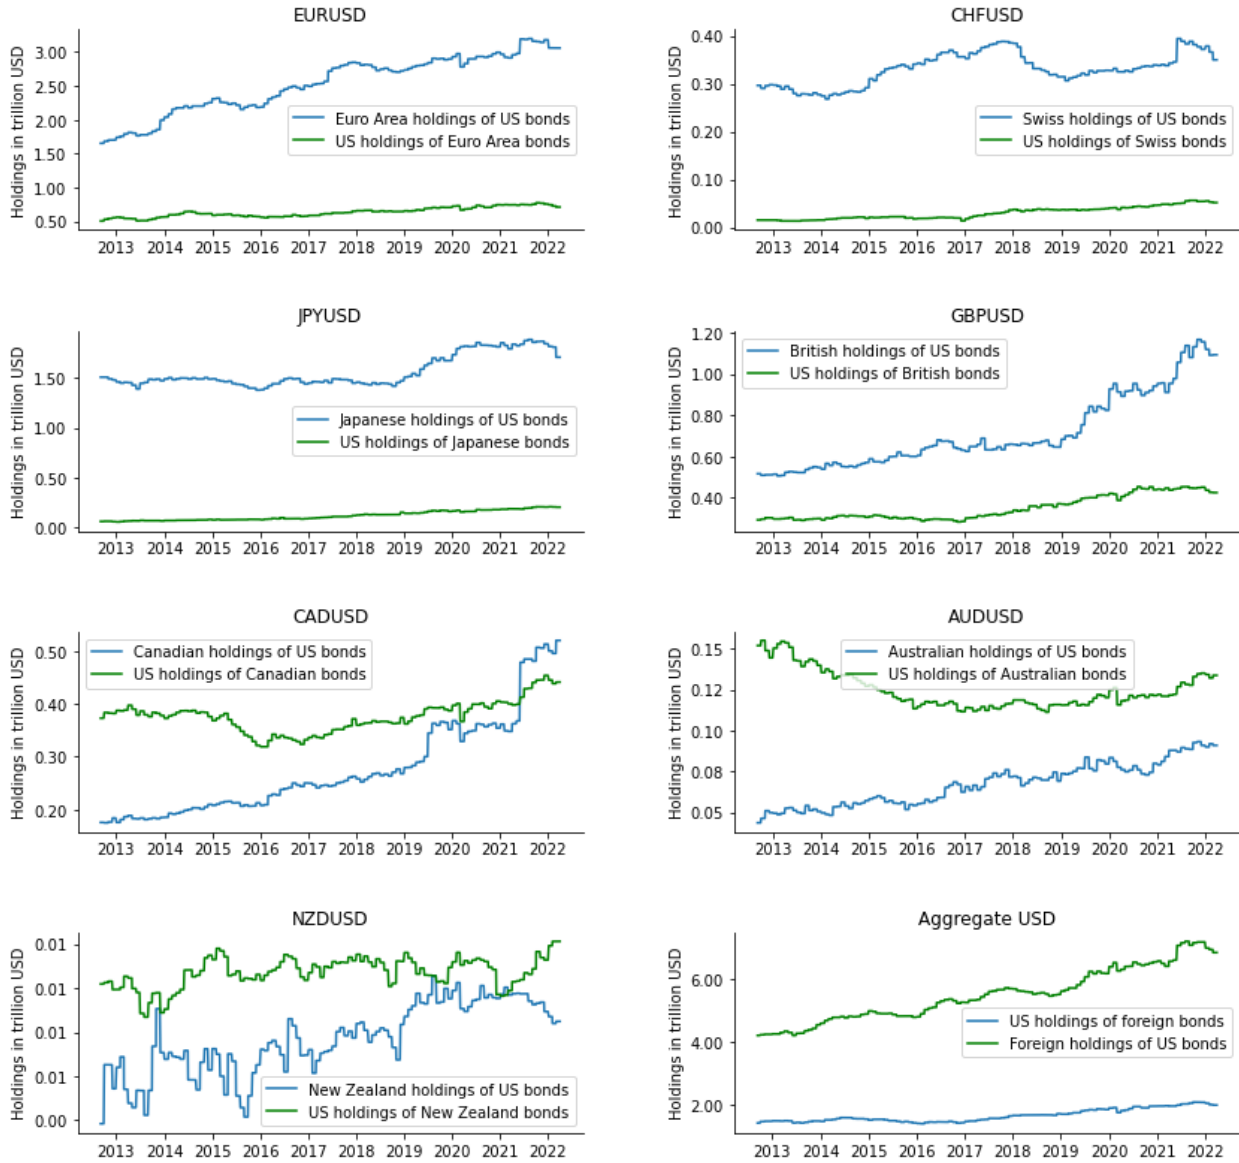 EURUSD
Holdings in trillion USD
3.00
2.50
2.00
1.50
1.00
0.50
Euro Area holdings of US bonds
US holdings of Euro Area bonds
2013 2014 2015 2016 2017 2018 2019 2020 2021 2022
CHFUSD
Holdings in trillion USD
0.40
0.30
0.20
0.10
0.00
Swiss holdings of US bonds
US holdings of Swiss bonds
2013 2014 2015 2016 2017 2018 2019 2020 2021 2022
JPYUSD
Holdings in trillion USD
1.50
1.00
0.50
0.00
Japanese holdings of US bonds
US holdings of Japanese bonds
2013 2014 2015 2016 2017 2018 2019 2020 2021 2022
GBPUSD
Holdings in trillion USD
1.20
1.00
0.80
0.60
0.40
British holdings of US bonds
US holdings of British bonds
2013 2014 2015 2016 2017 2018 2019 2020 2021 2022
CADUSD
Holdings in trillion USD
0.50
0.40
0.30
0.20
Canadian holdings of US bonds
US holdings of Canadian bonds
2013 2014 2015 2016 2017 2018 2019 2020 2021 2022
AUDUSD
Holdings in trillion USD
0.15
0.12
0.10
0.08
0.05
Australian holdings of US bonds
US holdings of Australian bonds
2013 2014 2015 2016 2017 2018 2019 2020 2021 2022
NZDUSD
Holdings in trillion USD
0.01
0.01
0.01
0.01
0.00
New Zealand holdings of US bonds
US holdings of New Zealand bonds
2013 2014 2015 2016 2017 2018 2019 2020 2021 2022
Aggregate USD
Holdings in trillion USD
6.00
4.00
2.00
US holdings of foreign bonds
Foreign holdings of US bonds
2013 2014 2015 2016 2017 2018 2019 2020 2021 2022